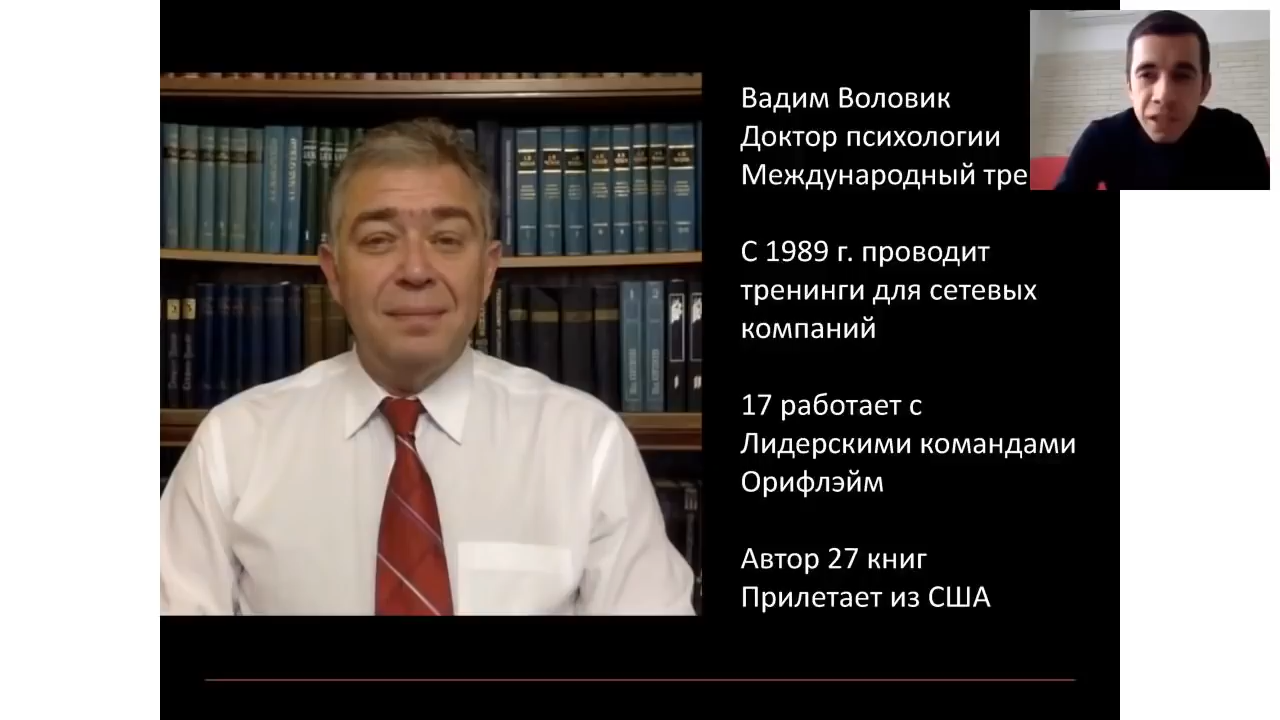 Вадим Воловик
Доктор психологии
Международный тре
С 1989 г. проводит
тренинги для сетевых
компаний
17 работает с
Лидерскими командами
Орифлэйм
Автор 27 книг
Прилетает из США